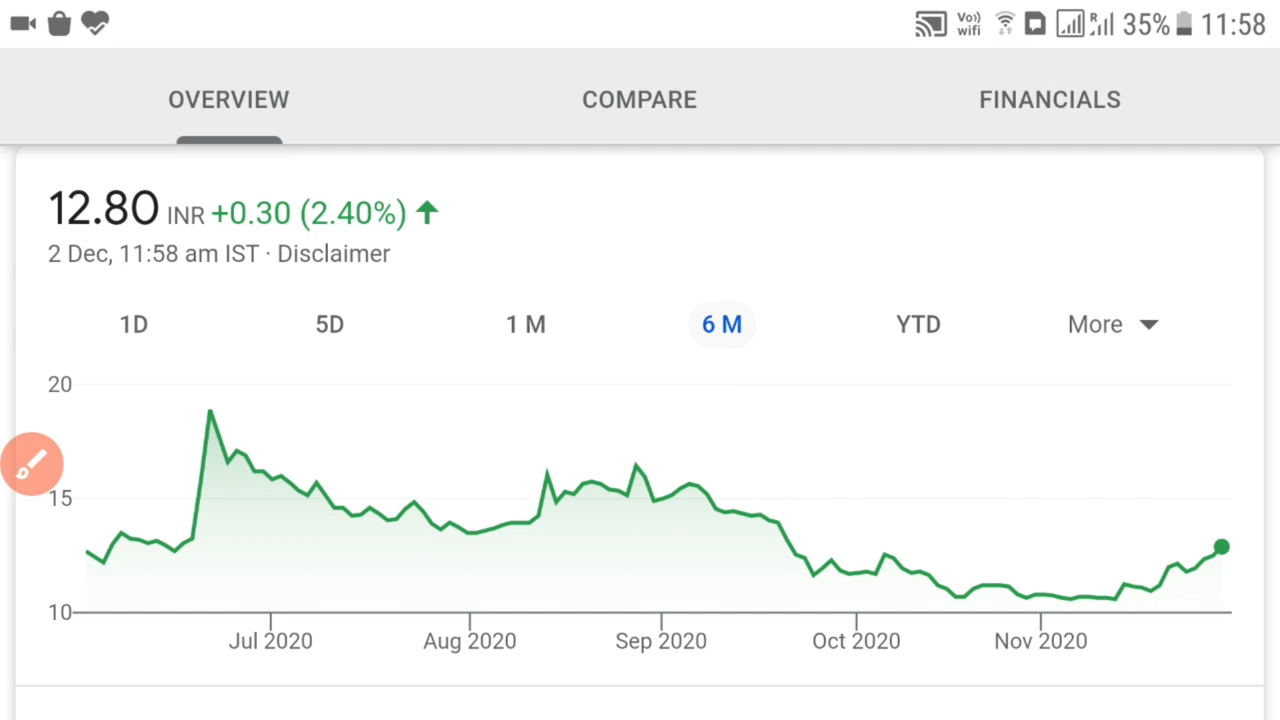 Vo)) wifi R 35% 11:58
OVERVIEW COMPARE FINANCIALS
12.80 INR +0.30 (2.40%)
2 Dec, 11:58 am IST · Disclaimer
1D 5D 1 M 6 M YTD More
20
15
10
Jul 2020 Aug 2020 Sep 2020 Oct 2020 Nov 2020